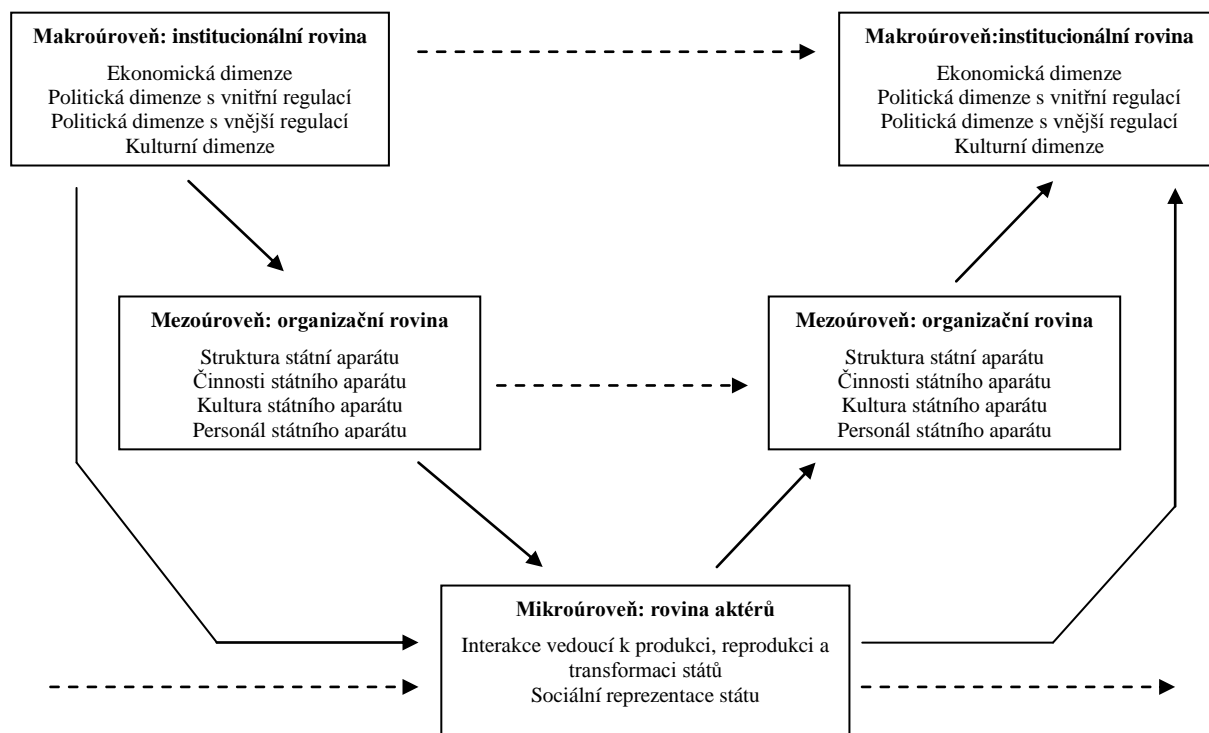 Makroúroveň: institucionální rovina
Ekonomická dimenze
Politická dimenze s vnitřní regulací
Politická dimenze s vnější regulací
Kulturní dimenze
Makroúroveň:institucionální rovina
Ekonomická dimenze
Politická dimenze s vnitřní regulací
Politická dimenze s vnější regulací
Kulturní dimenze
Mezoúroveň: organizační rovina
Struktura státní aparátu
Činnosti státního aparátu
Kultura státního aparátu
Personál státního aparátu
Mezoúroveň: organizační rovina
Struktura státní aparátu
Činnosti státního aparátu
Kultura státního aparátu
Personál státního aparátu
Mikroúroveň: rovina aktérů
Interakce vedoucí k produkci, reprodukci a
transformaci států
Sociální reprezentace státu